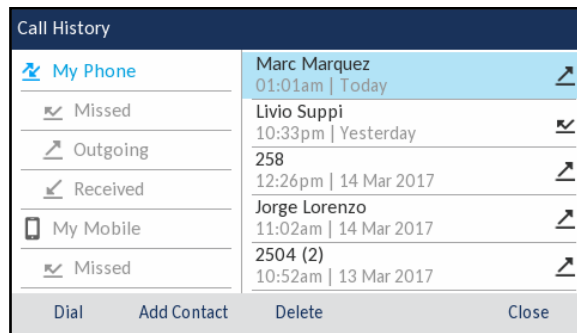 Call History
My Phone
Missed
Outgoing
Received
My Mobile
Missed
Marc Marquez
01:01am | Today
Livio Suppi
10:33pm | Yesterday
258
12:26pm | 14 Mar 2017
Jorge Lorenzo
11:02am | 14 Mar 2017
2504 (2)
10:52am | 13 Mar 2017
Dial Add Contact Delete Close